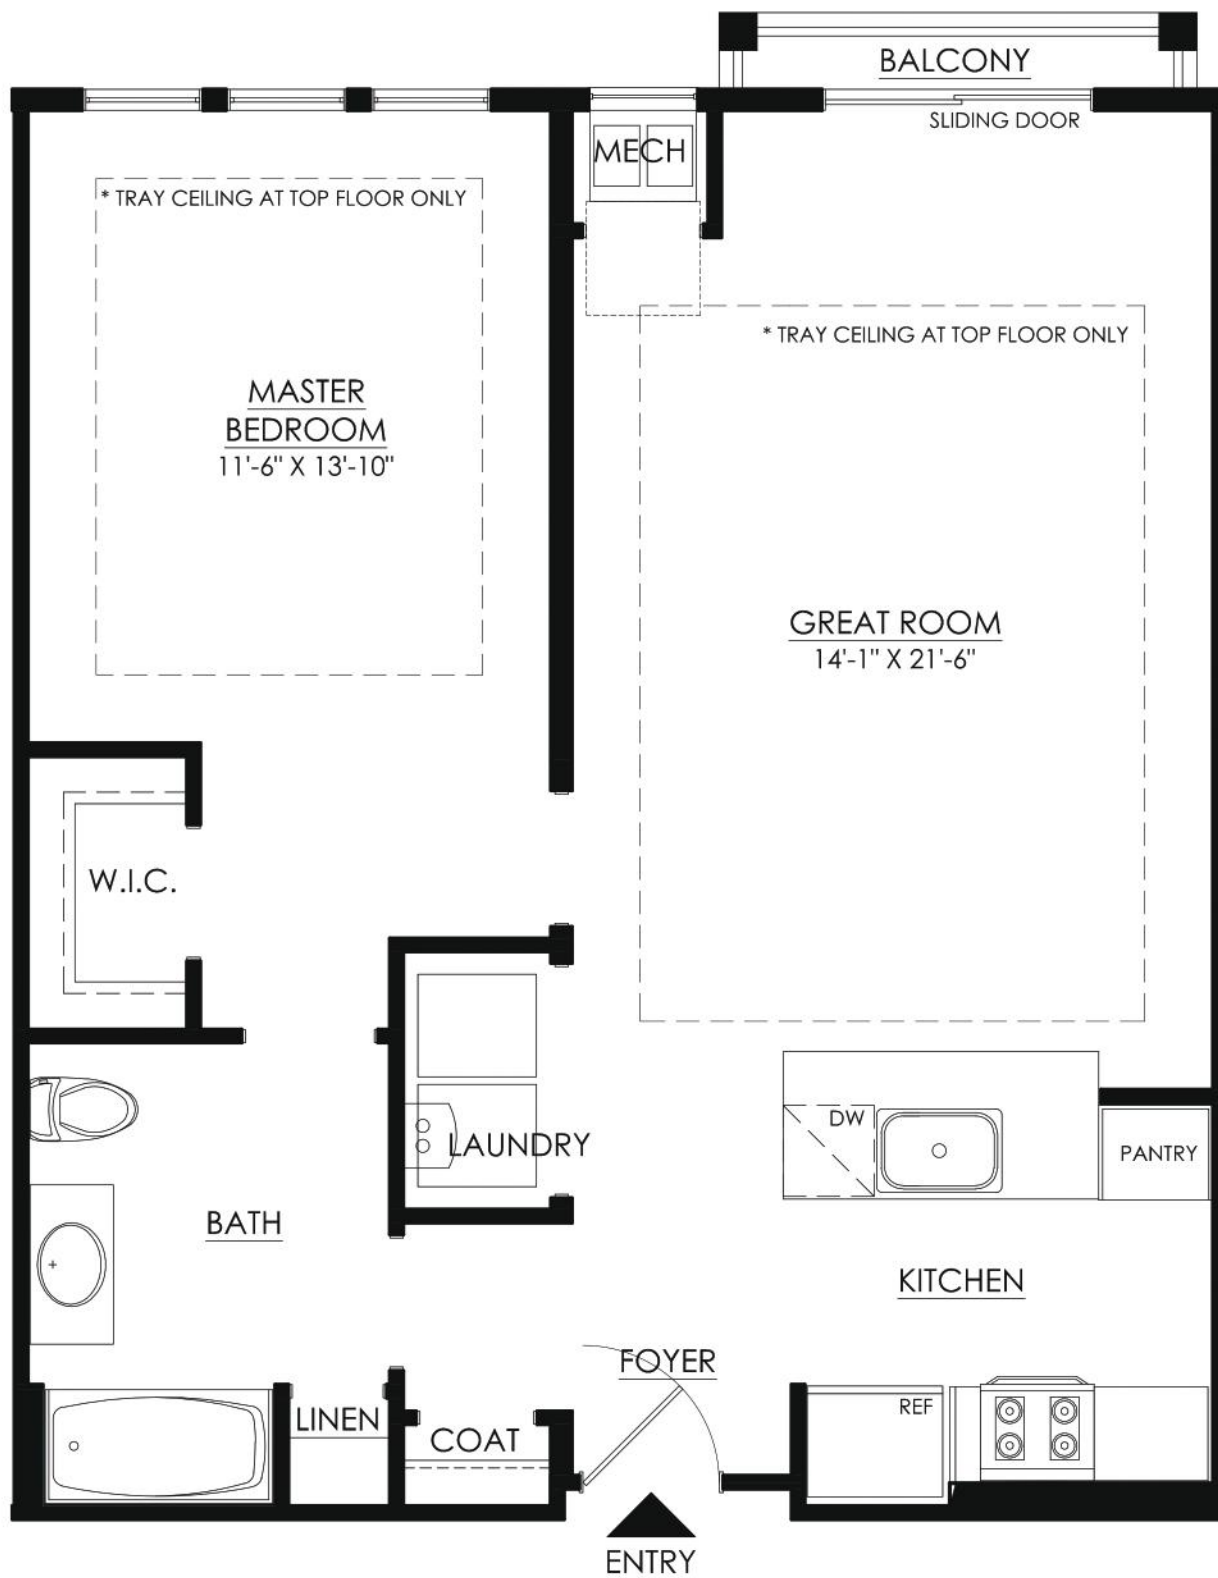 BALCONY
SLIDING DOOR
MECH
* TRAY CEILING AT TOP FLOOR ONLY
* TRAY CEILING AT TOP FLOOR ONLY
MASTER
BEDROOM
11'-6" X 13'-10"
GREAT ROOM
14'-1" X 21'-6"
W.I.C.
DW
LAUNDRY
PANTRY
BATH
KITCHEN
FOYER
REF
LINEN
COAT
ENTRY